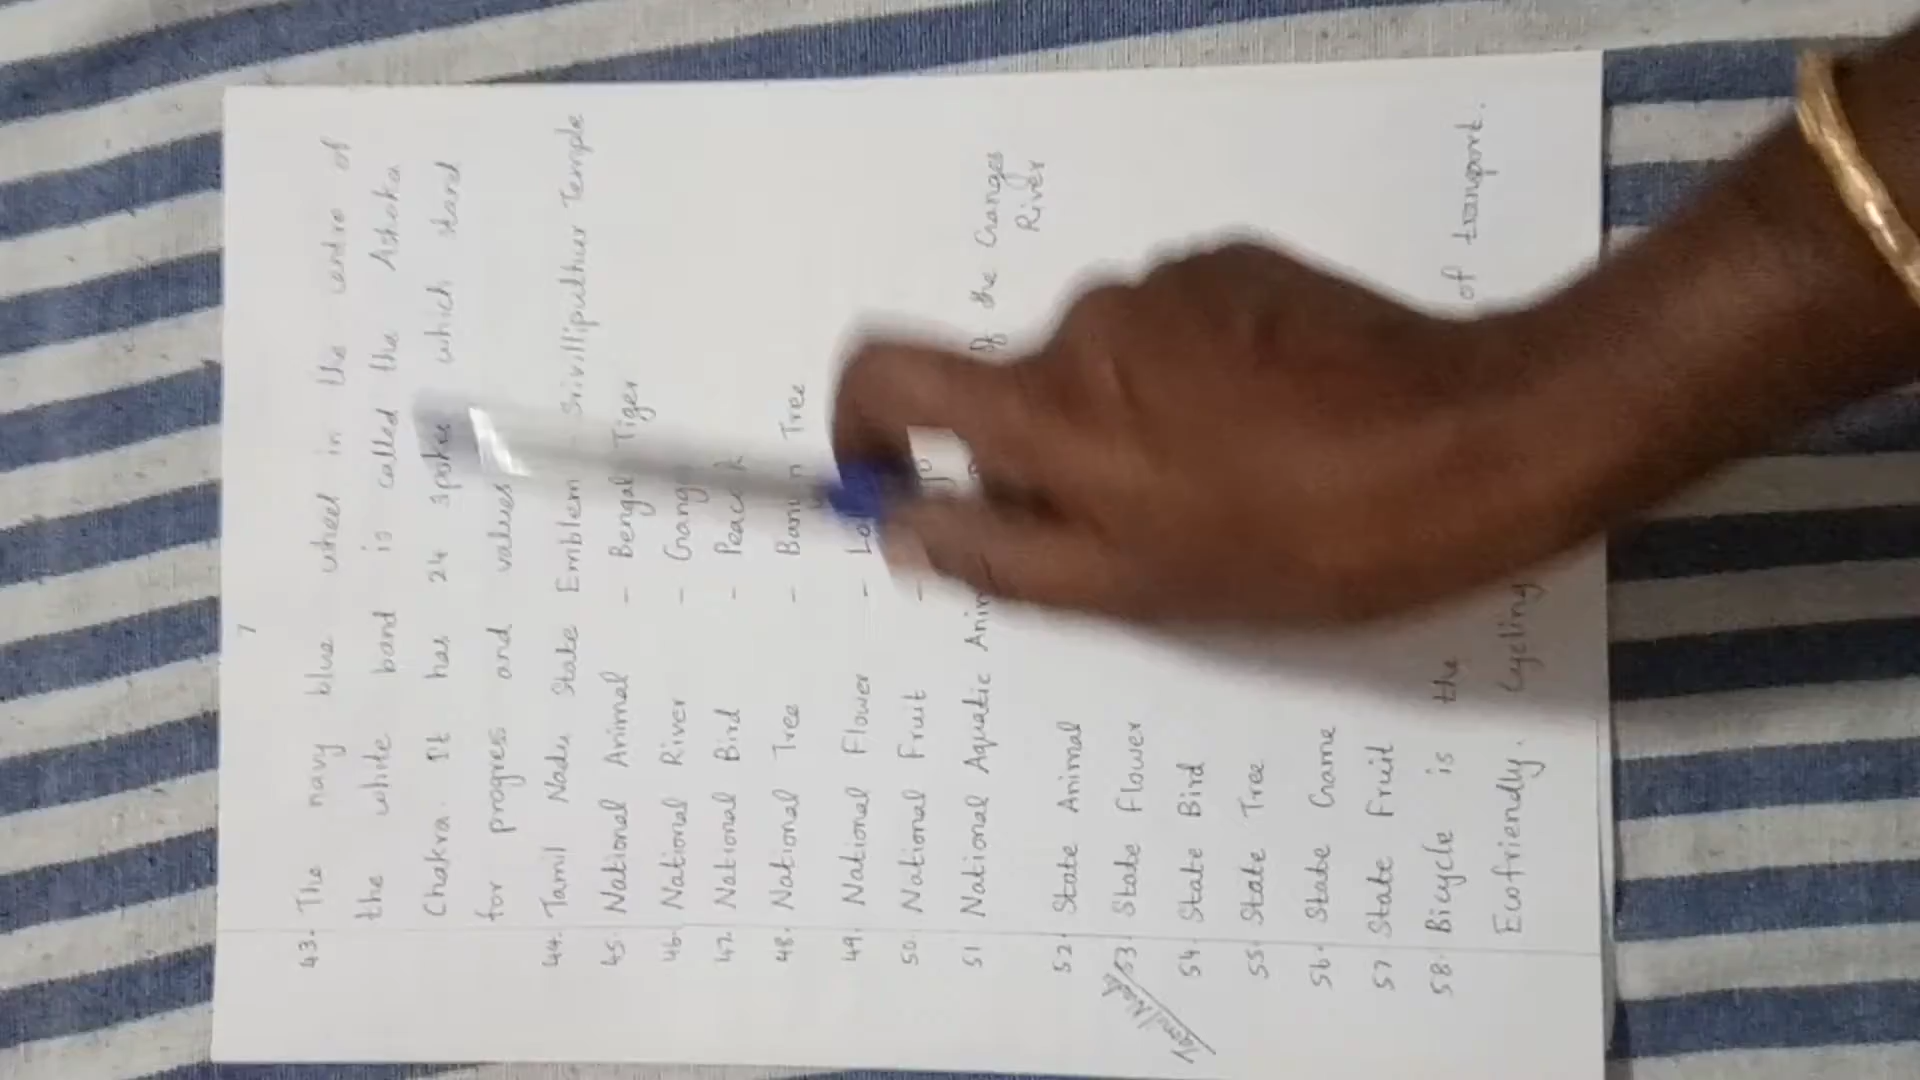 7
43. The navy blue wheel in the centre of
the white band is called the Ashoka
Chakra. It has 24 spokes which stand
for progress and values
44. Tamil Nadu State Emblem Srivilliputhur Temple
45. National Animal - Bengal Tiger
46. National River -
47. National Bird -
48. National Tree - Tree
49. National Flower -
50. National Fruit -
51 National Aquatic of the Ganges
River
52. State Animal
Tamil Nadu 53. State Flower
54. State Bird
55. State Tree
56. State Game
57. State Fruit
58. Bicycle is the of transport.
Ecofriendly. Cycling